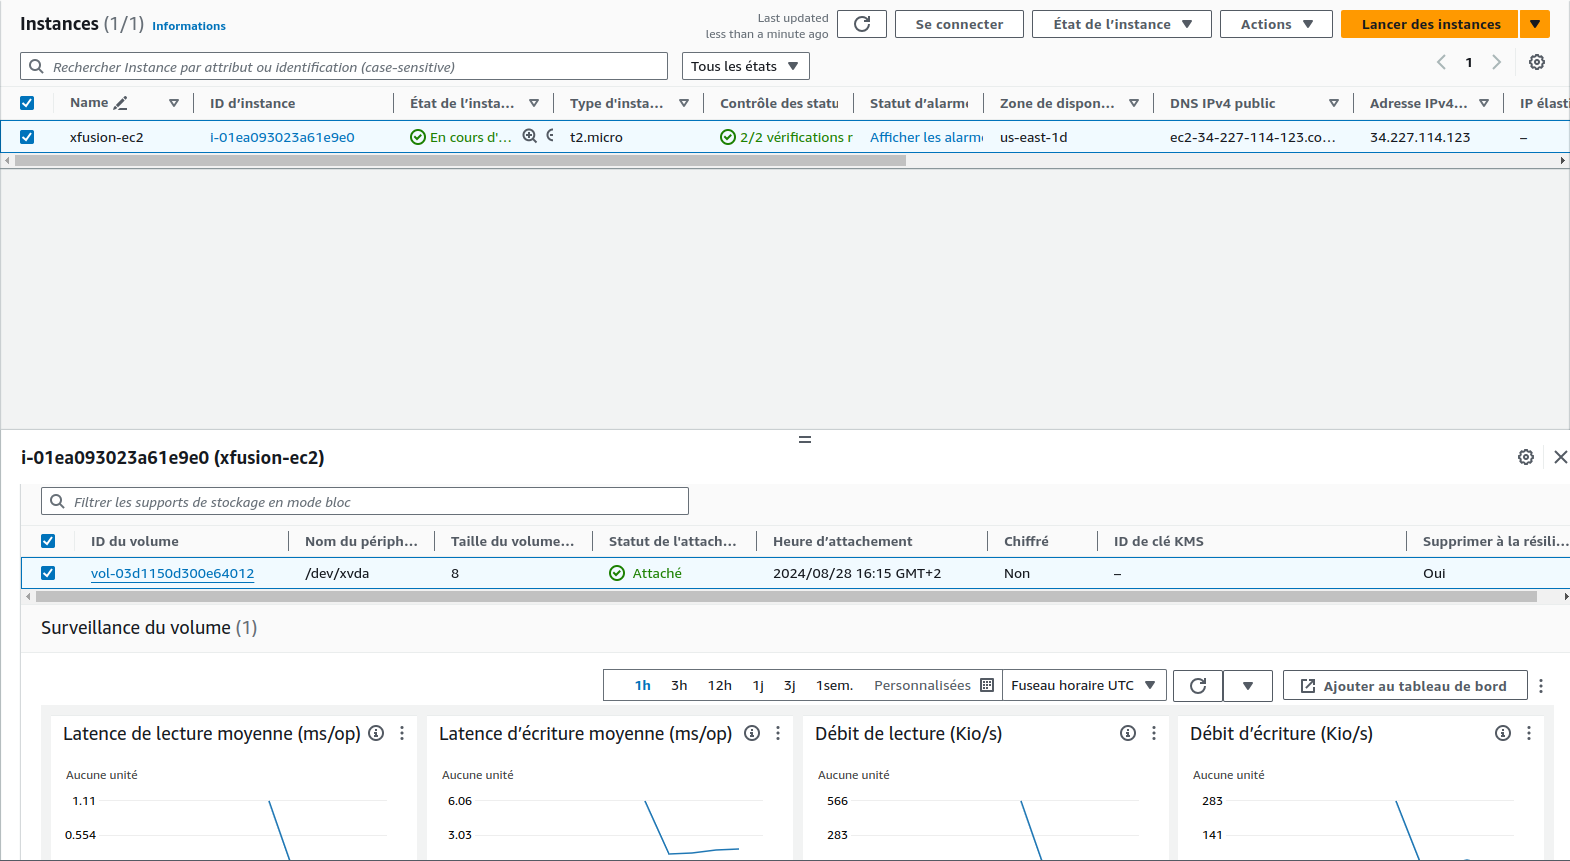 Instances (1/1) Informations
Last updated
less than a minute ago
Se connecter
État de l'instance
Actions
Lancer des instances
Rechercher Instance par attribut ou identification (case-sensitive)
Tous les états
1
Name ID d'instance État de l'insta... Type d'insta... Contrôle des statu Statut d'alarm Zone de dispon... DNS IPv4 public Adresse IPv4... IP élasti
xfusion-ec2 i-01ea093023a61e9e0 En cours d'... t2.micro 2/2 vérifications r Afficher les alarm us-east-1d ec2-34-227-114-123.co... 34.227.114.123 –
i-01ea093023a61e9e0 (xfusion-ec2)
Filtrer les supports de stockage en mode bloc
ID du volume Nom du périph... Taille du volume... Statut de l'attach... Heure d'attachement Chiffré ID de clé KMS Supprimer à la résili...
vol-03d1150d300e64012 /dev/xvda 8 Attaché 2024/08/28 16:15 GMT+2 Non – Oui
Surveillance du volume (1)
1h 3h 12h 1j 3j 1sem. Personnalisées Fuseau horaire UTC Ajouter au tableau de bord
Latence de lecture moyenne (ms/op)
Aucune unité
1.11
0.554
Latence d'écriture moyenne (ms/op)
Aucune unité
6.06
3.03
Débit de lecture (Kio/s)
Aucune unité
566
283
Débit d'écriture (Kio/s)
Aucune unité
283
141